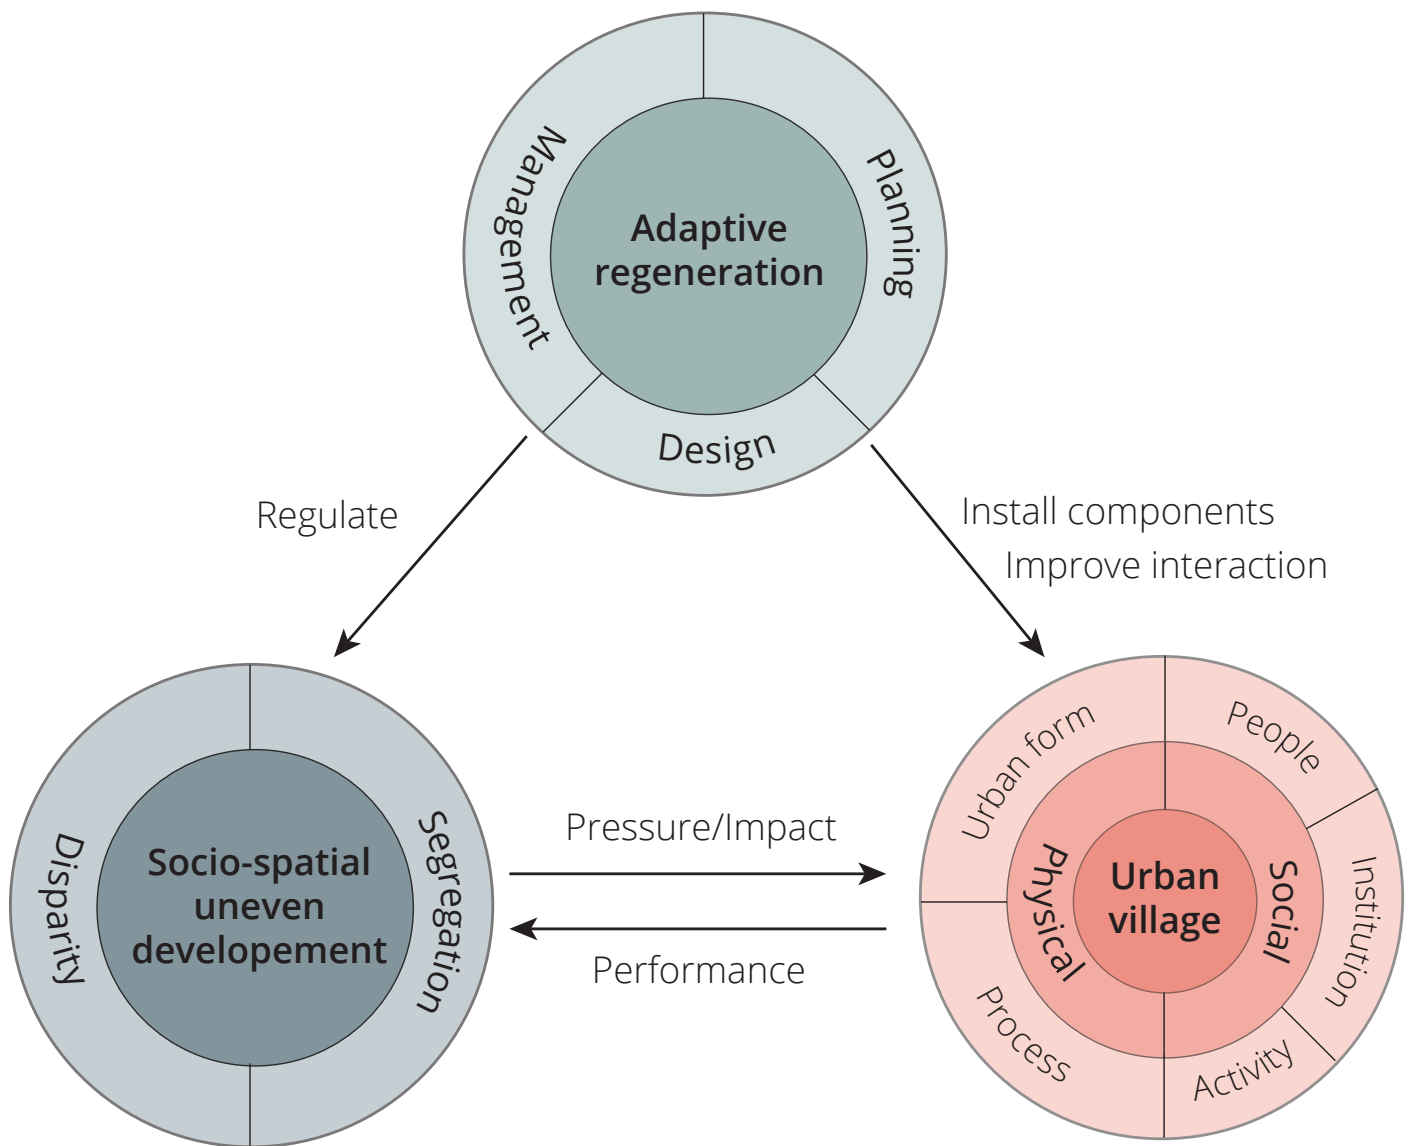 Management
Planning
Adaptive
regeneration
Design
Regulate
Install components
Improve interaction
Disparity
Segregation
Socio-spatial
uneven
developement
Pressure/Impact
Performance
Urban form
People
Physical
Social
Urban
village
Institution
Process
Activity